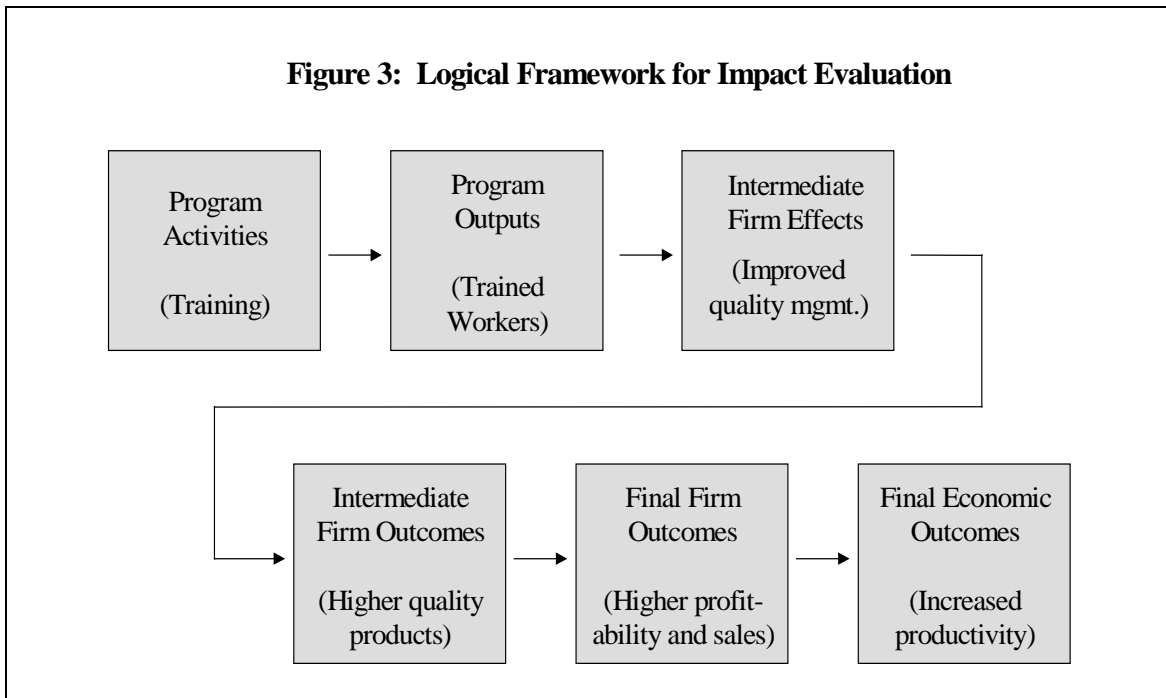 Figure 3: Logical Framework for Impact Evaluation
Program
Activities
(Training)
Program
Outputs
(Trained
Workers)
Intermediate
Firm Effects
(Improved
quality mgmt.)
Intermediate
Firm Outcomes
(Higher quality
products)
Final Firm
Outcomes
(Higher profit-
ability and sales)
Final Economic
Outcomes
(Increased
productivity)